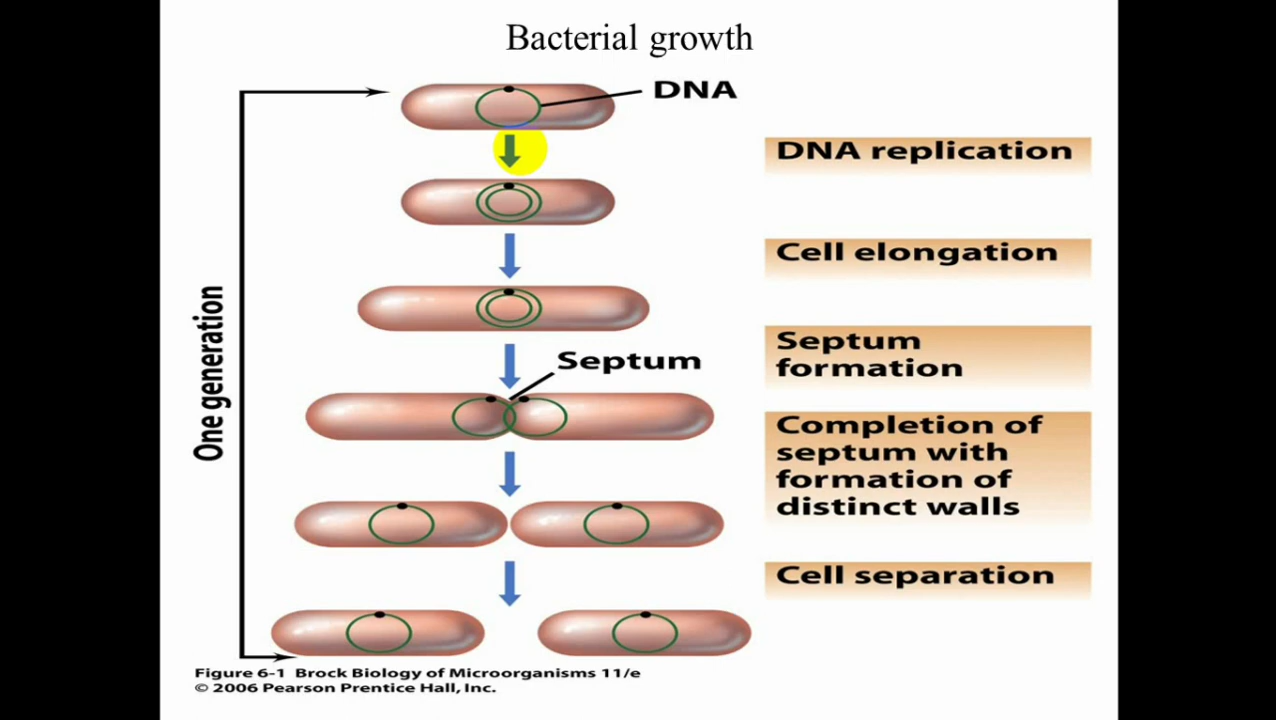 Bacterial growth
DNA
DNA replication
Cell elongation
Septum
formation
Septum
One generation
Completion of
septum with
formation of
distinct walls
Cell separation
Figure 6-1 Brock Biology of Microorganisms 11/e
© 2006 Pearson Prentice Hall, Inc.